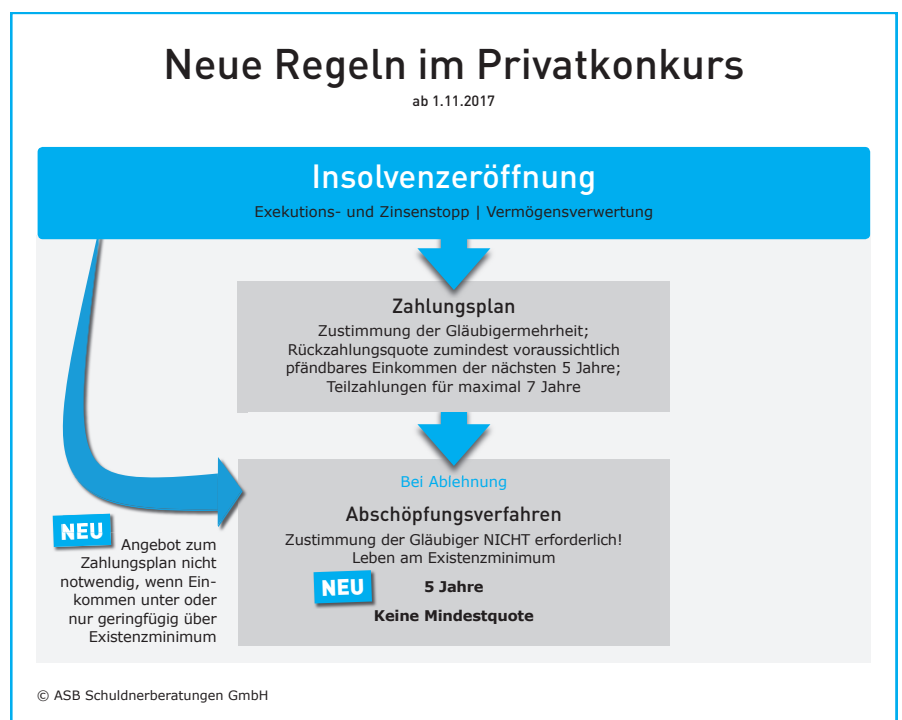 Neue Regeln im Privatkonkurs
ab 1.11.2017
Insolvenzeröffnung
Exekutions- und Zinsenstopp | Vermögensverwertung
Zahlungsplan
Zustimmung der Gläubigermehrheit;
Rückzahlungsquote zumindest voraussichtlich
pfändbares Einkommen der nächsten 5 Jahre;
Teilzahlungen für maximal 7 Jahre
Bei Ablehnung
Abschöpfungsverfahren
Zustimmung der Gläubiger NICHT erforderlich!
Leben am Existenzminimum
NEU
5 Jahre
Keine Mindestquote
NEU
Angebot zum
Zahlungsplan nicht
notwendig, wenn Ein-
kommen unter oder
nur geringfügig über
Existenzminimum
© ASB Schuldnerberatungen GmbH